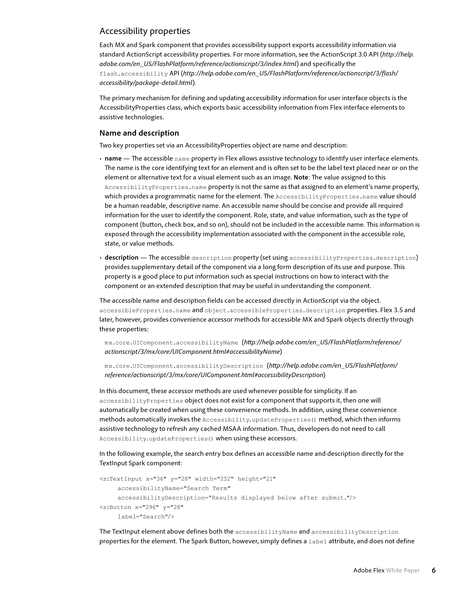 Accessibility properties
Each MX and Spark component that provides accessibility support exports accessibility information via
standard ActionScript accessibility properties. For more information, see the ActionScript 3.0 API (http://help.
adobe.com/en_US/FlashPlatform/reference/actionscript/3/index.html) and specifically the
flash.accessibility API (http://help.adobe.com/en_US/FlashPlatform/reference/actionscript/3/flash/
accessibility/package-detail.html).
The primary mechanism for defining and updating accessibility information for user interface objects is the
AccessibilityProperties class, which exports basic accessibility information from Flex interface elements to
assistive technologies.
Name and description
Two key properties set via an AccessibilityProperties object are name and description:
• name — The accessible name property in Flex allows assistive technology to identify user interface elements.
The name is the core identifying text for an element and is often set to be the label text placed near or on the
element or alternative text for a visual element such as an image. Note: The value assigned to this
AccessibilityProperties.name property is not the same as that assigned to an element's name property,
which provides a programmatic name for the element. The AccessibilityProperties.name value should
be a human readable, descriptive name. An accessible name should be concise and provide all required
information for the user to identify the component. Role, state, and value information, such as the type of
component (button, check box, and so on), should not be included in the accessible name. This information is
exposed through the accessibility implementation associated with the component in the accessible role,
state, or value methods.
• description — The accessible description property (set using accessibilityProperties.description)
provides supplementary detail of the component via a long form description of its use and purpose. This
property is a good place to put information such as special instructions on how to interact with the
component or an extended description that may be useful in understanding the component.
The accessible name and description fields can be accessed directly in ActionScript via the object.
accessibleProperties.name and object.accessibleProperties.description properties. Flex 3.5 and
later, however, provides convenience accessor methods for accessible MX and Spark objects directly through
these properties:
mx.core.UIComponent.accessibilityName (http://help.adobe.com/en_US/FlashPlatform/reference/
actionscript/3/mx/core/UIComponent.html#accessibilityName)
mx.core.UIComponent.accessibilityDescription (http://help.adobe.com/en_US/FlashPlatform/
reference/actionscript/3/mx/core/UIComponent.html#accessibilityDescription)
In this document, these accessor methods are used whenever possible for simplicity. If an
accessibilityProperties object does not exist for a component that supports it, then one will
automatically be created when using these convenience methods. In addition, using these convenience
methods automatically invokes the Accessibility.updateProperties() method, which then informs
assistive technology to refresh any cached MSAA information. Thus, developers do not need to call
Accessibility.updateProperties() when using these accessors.
In the following example, the search entry box defines an accessible name and description directly for the
TextInput Spark component:
<s:TextInput x="36" y="28" width="252" height="21"
accessibilityName="Search Term"
accessibilityDescription="Results displayed below after submit."/>
<s:Button x="296" y="28"
label="Search"/>
The TextInput element above defines both the accessibilityName and accessibilityDescription
properties for the element. The Spark Button, however, simply defines a label attribute, and does not define
Adobe Flex White Paper 6